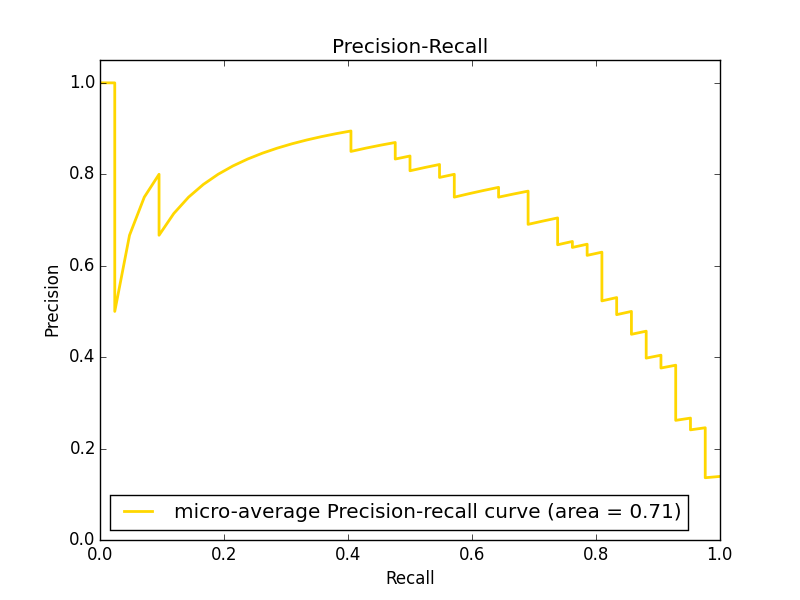 Precision-Recall
1.0
0.8
0.6
0.4
0.2
0.0
Precision
micro-average Precision-recall curve (area = 0.71)
0.0 0.2 0.4 0.6 0.8 1.0
Recall